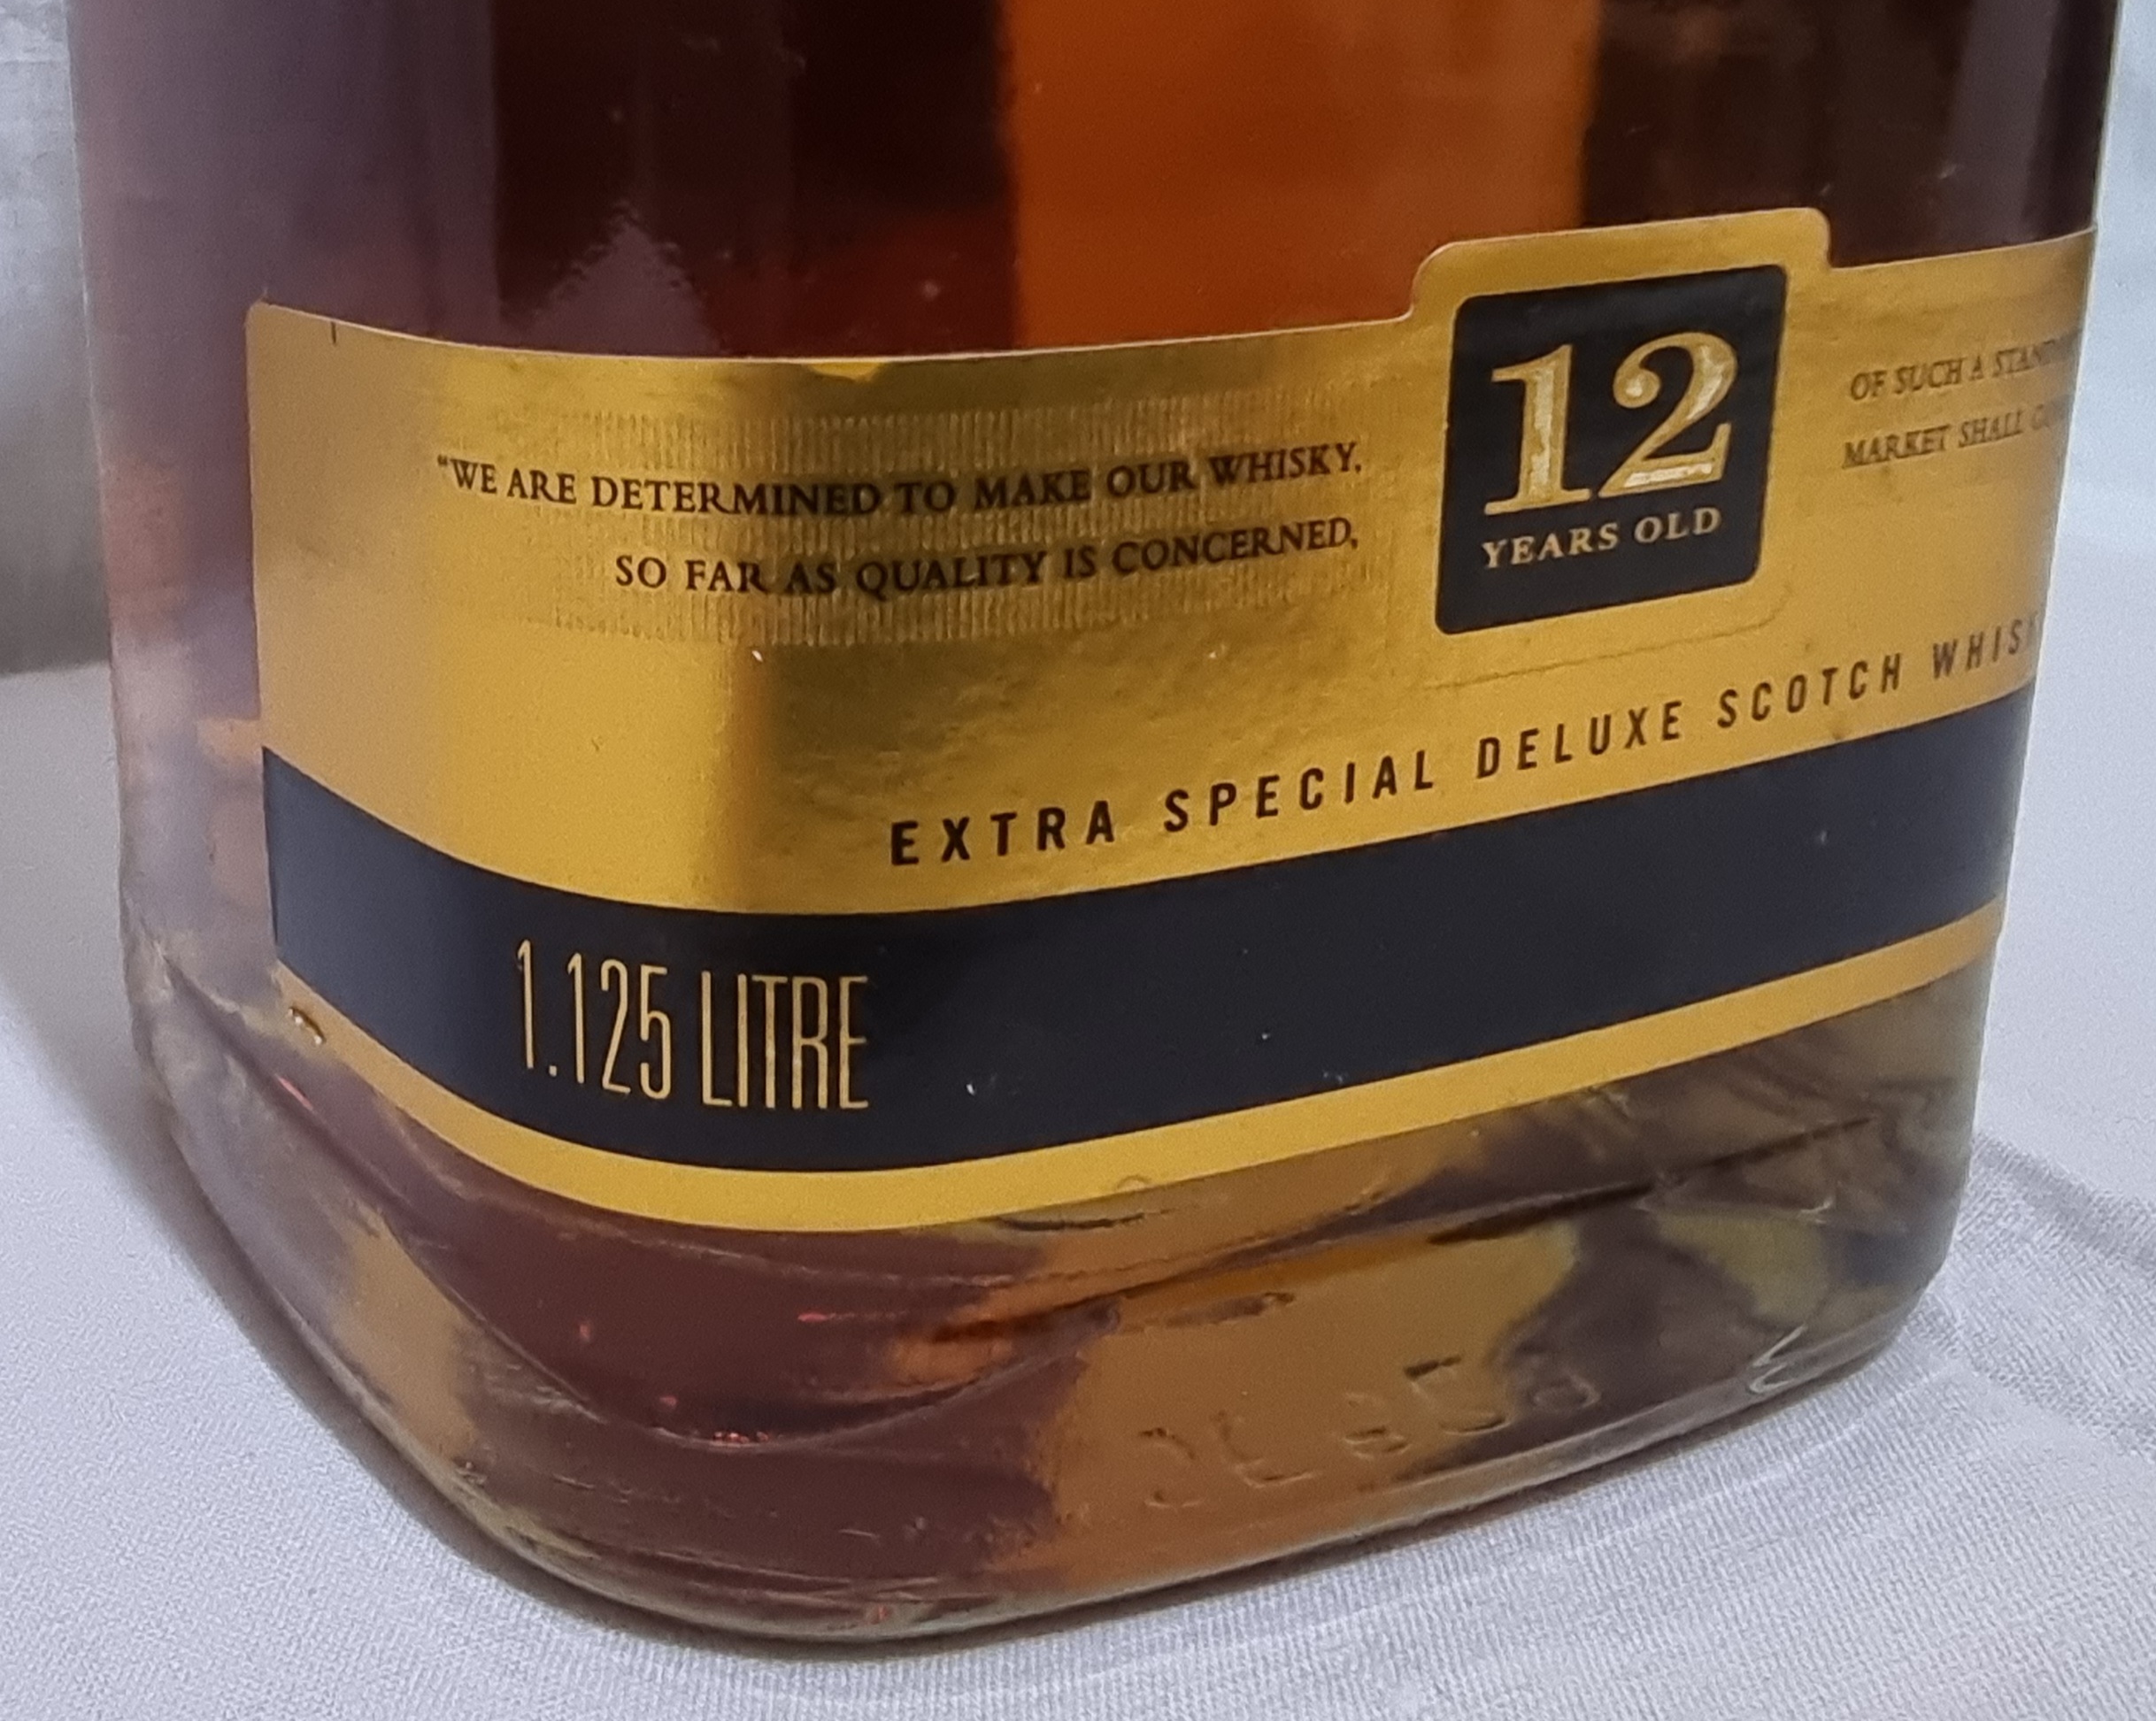 "WE ARE DETERMINED TO MAKE OUR WHISKY,
SO FAR AS QUALITY IS CONCERNED,
12
YEARS OLD
OF SUCH A
MARKET SHALL
EXTRA SPECIAL DELUXE SCOTCH
1.125 LITRE